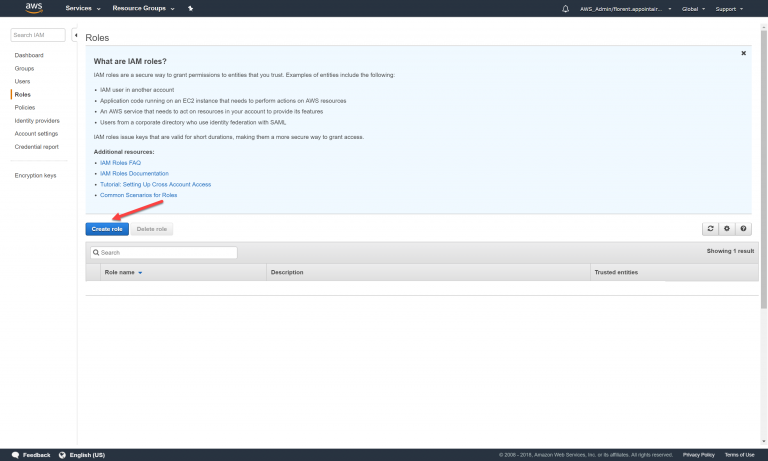 aws
Services
Resource Groups
AWS_Admin/florent.appointair...
Global
Support
Search IAM
Dashboard
Groups
Users
Roles
Policies
Identity providers
Account settings
Credential report
Encryption keys
Roles
What are IAM roles?
IAM roles are a secure way to grant permissions to entities that you trust. Examples of entities include the following:
• IAM user in another account
• Application code running on an EC2 instance that needs to perform actions on AWS resources
• An AWS service that needs to act on resources in your account to provide its features
• Users from a corporate directory who use identity federation with SAML
IAM roles issue keys that are valid for short durations, making them a more secure way to grant access.
Additional resources:
• IAM Roles FAQ
• IAM Roles Documentation
• Tutorial: Setting Up Cross Account Access
• Common Scenarios for Roles
Create role
Delete role
Search
Showing 1 result
Role name
Description
Trusted entities
Feedback
English (US)
© 2008 - 2018, Amazon Web Services, Inc. or its affiliates. All rights reserved.
Privacy Policy
Terms of Use